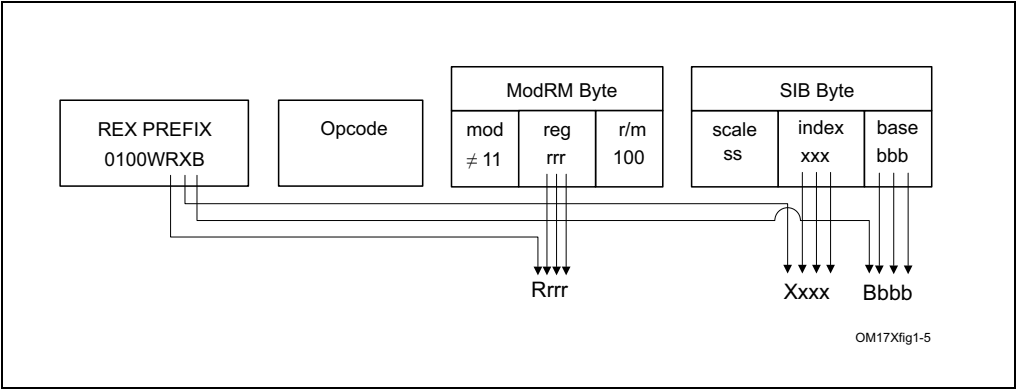 REX PREFIX
0100WRXB
Opcode
ModRM Byte
mod
≠ 11
reg
rrr
r/m
100
SIB Byte
scale
ss
index
xxx
base
bbb
Rrrr
Xxxx
Bbbb
OM17Xfig1-5